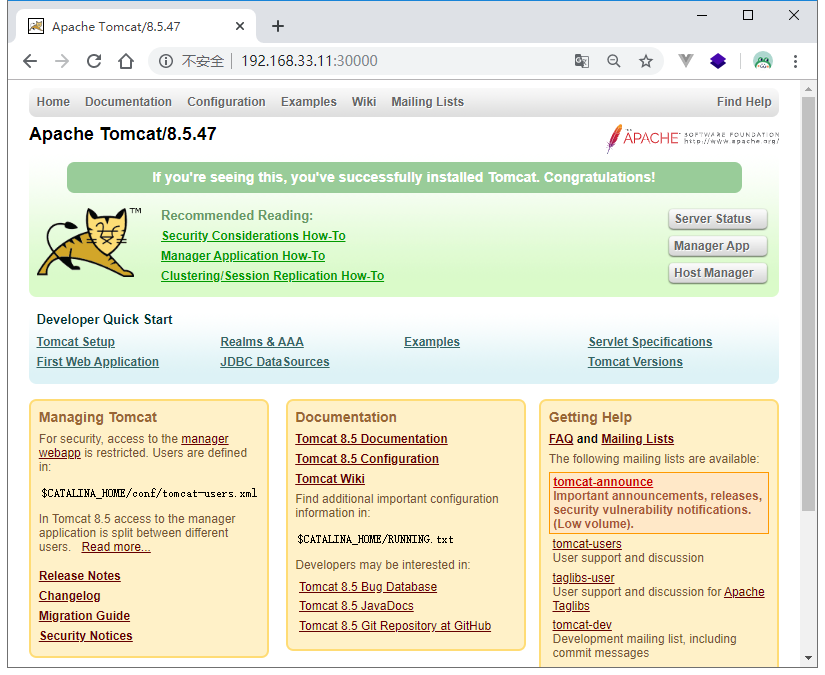 Apache Tomcat/8.5.47
不安全 192.168.33.11:30000
Home Documentation Configuration Examples Wiki Mailing Lists Find Help
Apache Tomcat/8.5.47
APACHE SOFTWARE FOUNDATION
http://www.apache.org/
If you're seeing this, you've successfully installed Tomcat. Congratulations!
TM
Recommended Reading:
Security Considerations How-To
Manager Application How-To
Clustering/Session Replication How-To
Server Status
Manager App
Host Manager
Developer Quick Start
Tomcat Setup
First Web Application
Realms & AAA
JDBC DataSources
Examples
Servlet Specifications
Tomcat Versions
Managing Tomcat
For security, access to the manager
webapp is restricted. Users are defined
in:
$CATALINA_HOME/conf/tomcat-users.xml
In Tomcat 8.5 access to the manager
application is split between different
users. Read more...
Release Notes
Changelog
Migration Guide
Security Notices
Documentation
Tomcat 8.5 Documentation
Tomcat 8.5 Configuration
Tomcat Wiki
Find additional important configuration
information in:
$CATALINA_HOME/RUNNING.txt
Developers may be interested in:
Tomcat 8.5 Bug Database
Tomcat 8.5 JavaDocs
Tomcat 8.5 Git Repository at GitHub
Getting Help
FAQ and Mailing Lists
The following mailing lists are available:
tomcat-announce
Important announcements, releases,
security vulnerability notifications.
(Low volume).
tomcat-users
User support and discussion
taglibs-user
User support and discussion for Apache
Taglibs
tomcat-dev
Development mailing list, including
commit messages